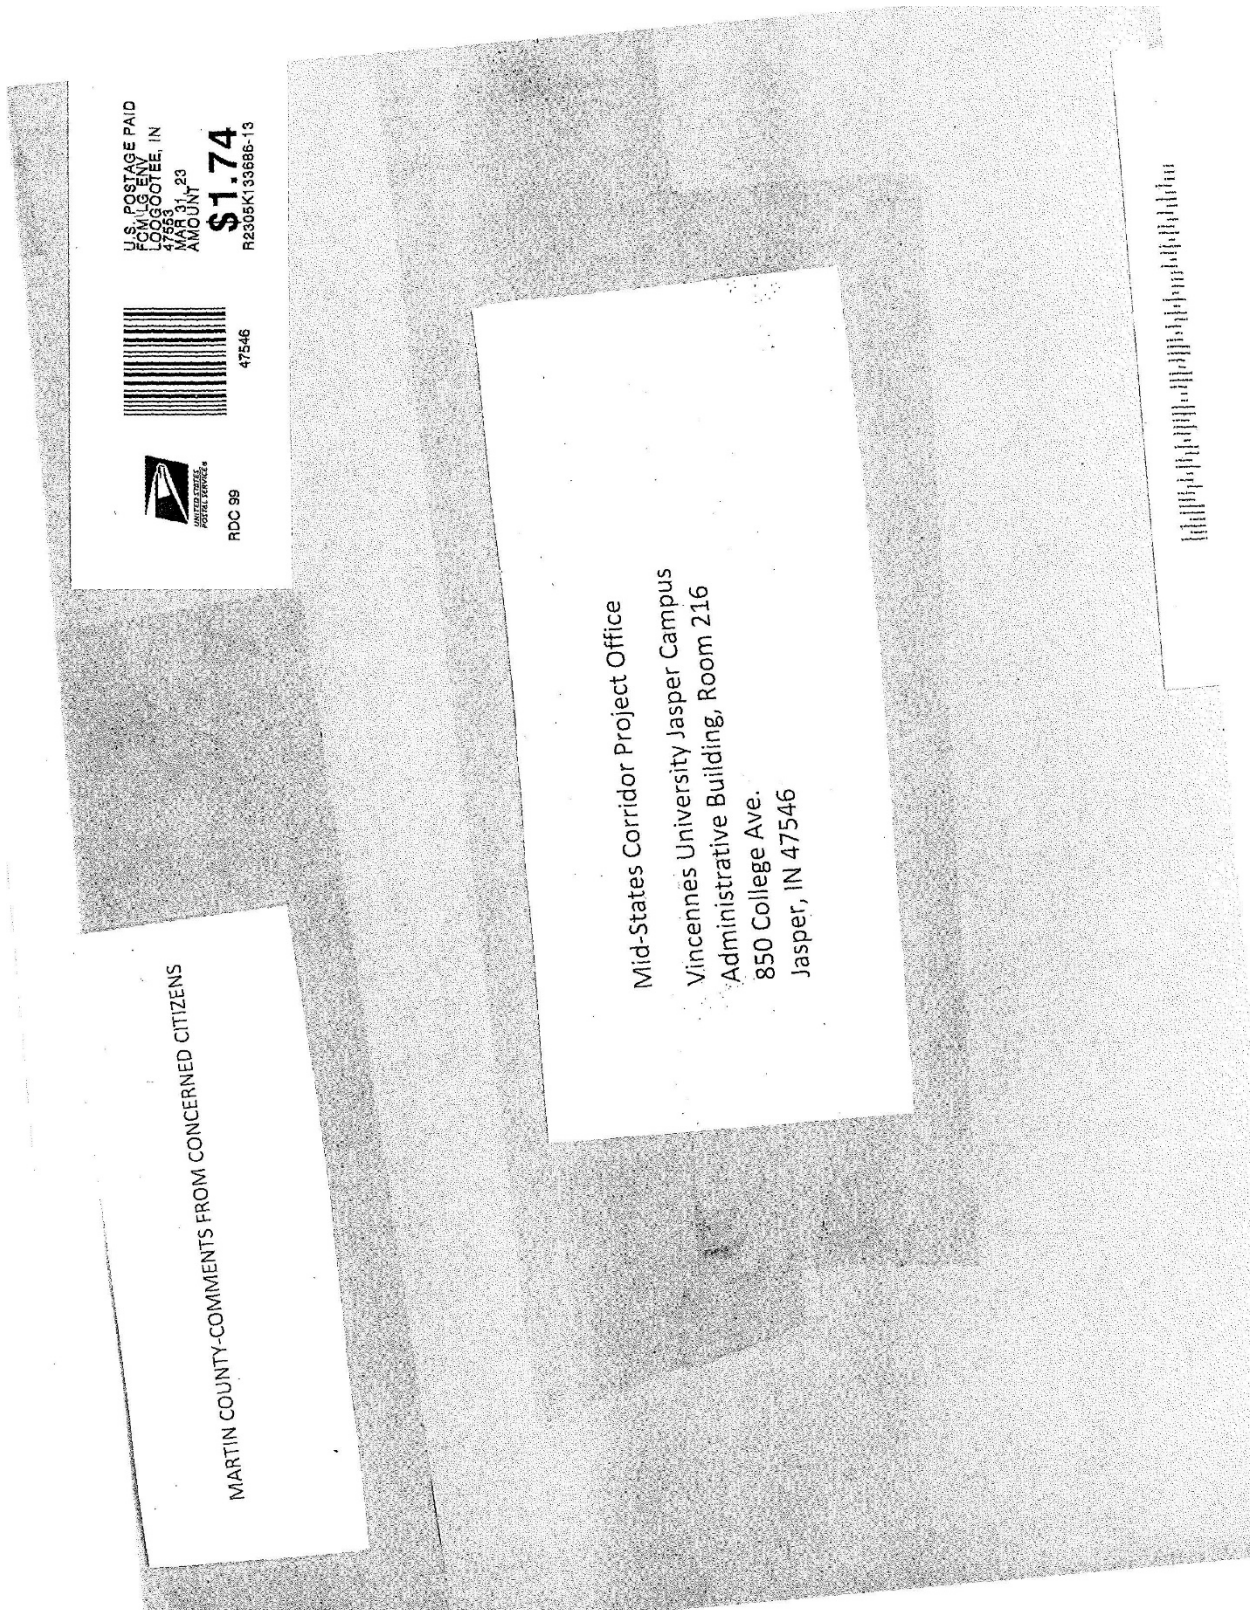 MARTIN COUNTY-COMMENTS FROM CONCERNED CITIZENS
U.S. POSTAGE PAID
FCM LG ENV
LOOGOOTEE, IN
47553
MAR 31, 23
AMOUNT
$1.74
R2305K133686-13
UNITED STATES
POSTAL SERVICE®
47546
RDC 99
Mid-States Corridor Project Office
Vincennes University Jasper Campus
Administrative Building, Room 216
850 College Ave.
Jasper, IN 47546